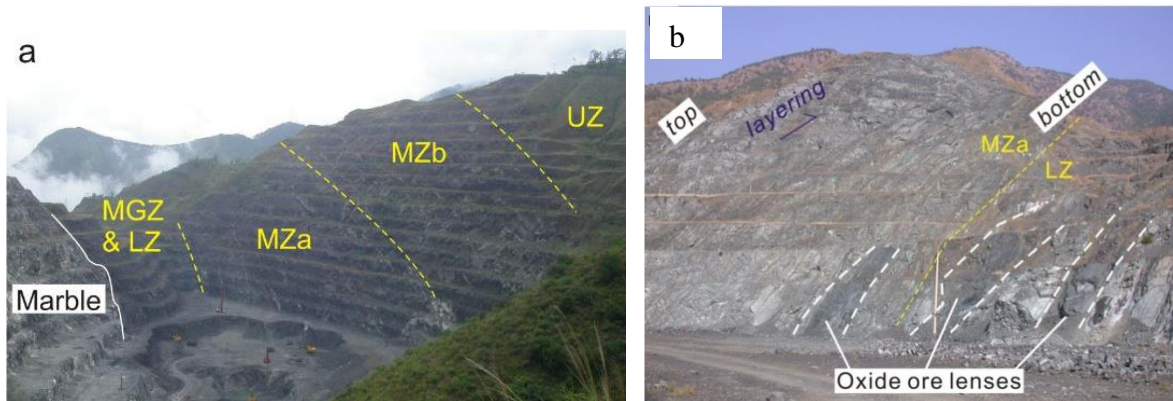 a
UZ
MZb
MGZ
& LZ
MZa
Marble
b
top
layering
bottom
MZa
LZ
Oxide ore lenses